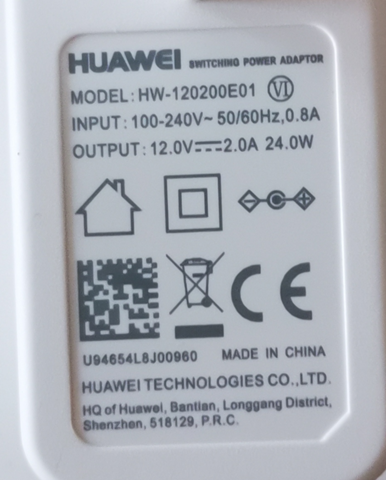 HUAWEI SWITCHING POWER ADAPTOR
MODEL: HW-120200E01 VI
INPUT: 100-240V~ 50/60Hz, 0.8A
OUTPUT: 12.0V⎓2.0A 24.0W
CE
U94654L8J00960 MADE IN CHINA
HUAWEI TECHNOLOGIES CO.,LTD.
HQ of Huawei, Bantian, Longgang District,
Shenzhen, 518129, P.R.C.